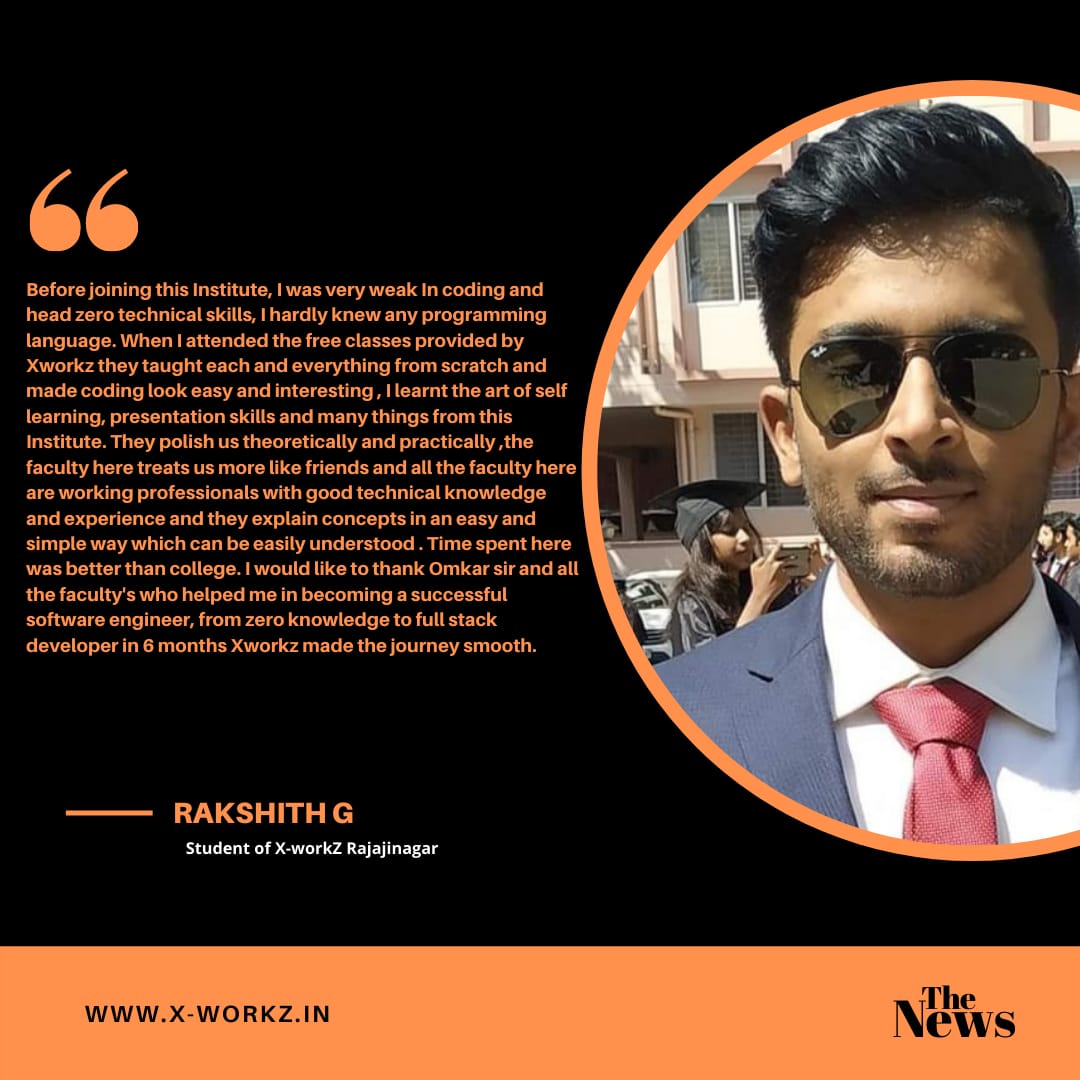 Before joining this Institute, I was very weak In coding and
head zero technical skills, I hardly knew any programming
language. When I attended the free classes provided by
Xworkz they taught each and everything from scratch and
made coding look easy and interesting , I learnt the art of self
learning, presentation skills and many things from this
Institute. They polish us theoretically and practically ,the
faculty here treats us more like friends and all the faculty here
are working professionals with good technical knowledge
and experience and they explain concepts in an easy and
simple way which can be easily understood . Time spent here
was better than college. I would like to thank Omkar sir and all
the faculty's who helped me in becoming a successful
software engineer, from zero knowledge to full stack
developer in 6 months Xworkz made the journey smooth.
RAKSHITH G
Student of X-workZ Rajajinagar
WWW.X-WORKZ.IN
The
News
Ray-Ban